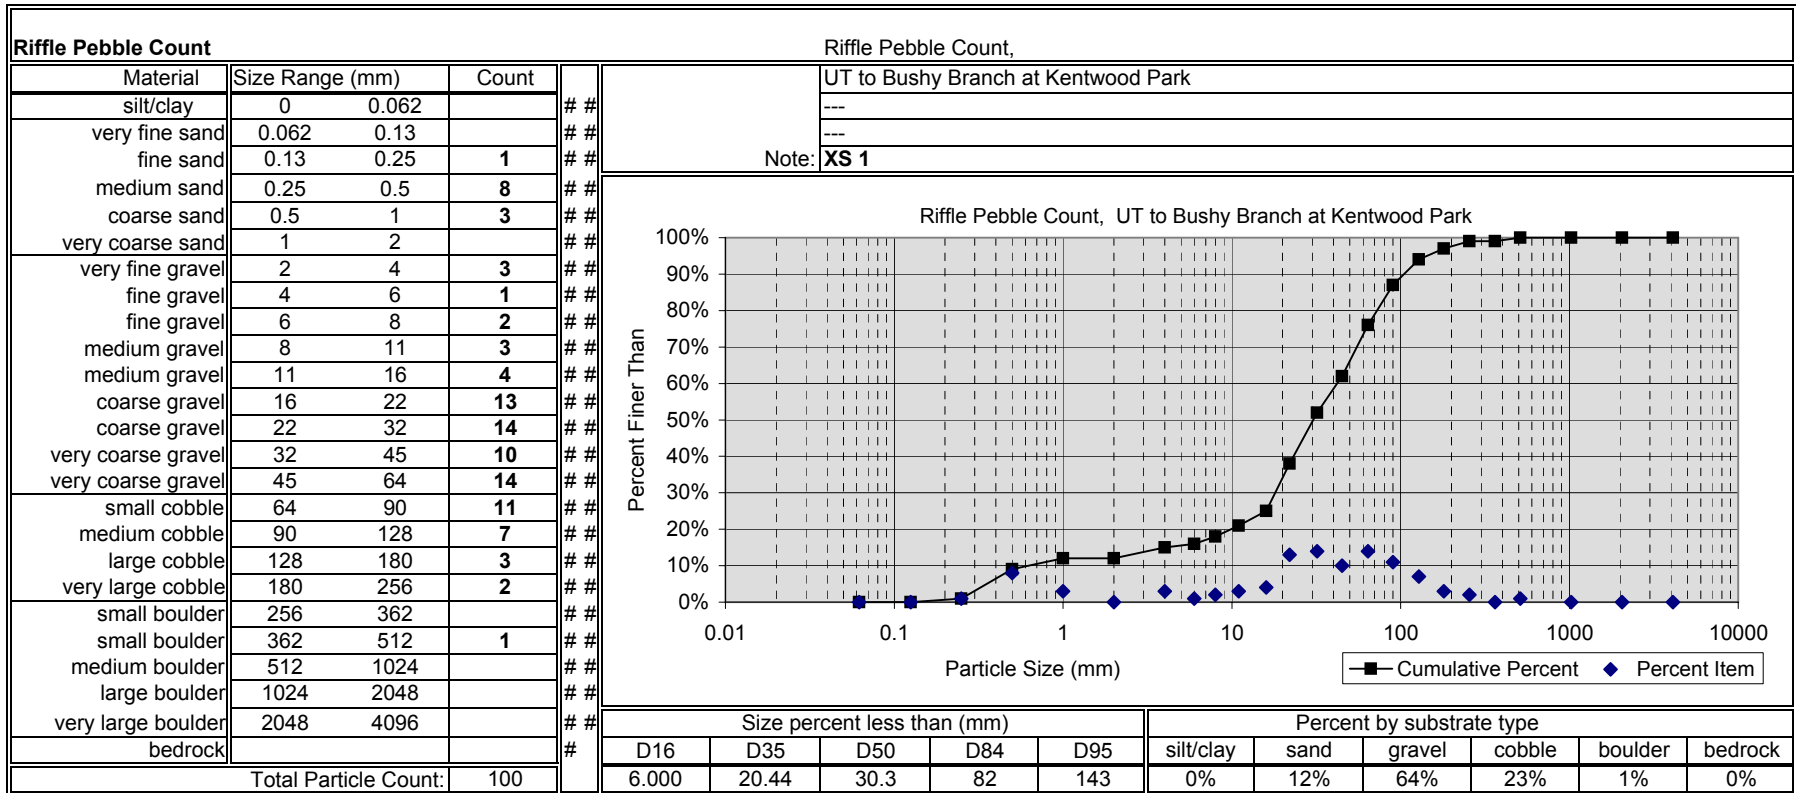 Riffle Pebble Count Riffle Pebble Count,
Material Size Range (mm) Count UT to Bushy Branch at Kentwood Park
silt/clay 0 0.062 # # ---
very fine sand 0.062 0.13 # # ---
fine sand 0.13 0.25 1 # # Note: XS 1
medium sand 0.25 0.5 8 # #
coarse sand 0.5 1 3 # #
very coarse sand 1 2 # #
very fine gravel 2 4 3 # #
fine gravel 4 6 1 # #
fine gravel 6 8 2 # #
medium gravel 8 11 3 # #
medium gravel 11 16 4 # #
coarse gravel 16 22 13 # #
coarse gravel 22 32 14 # #
very coarse gravel 32 45 10 # #
very coarse gravel 45 64 14 # #
small cobble 64 90 11 # #
medium cobble 90 128 7 # #
large cobble 128 180 3 # #
very large cobble 180 256 2 # #
small boulder 256 362 # #
small boulder 362 512 1 # #
medium boulder 512 1024 # #
large boulder 1024 2048 # #
very large boulder 2048 4096 # #
bedrock #
Total Particle Count: 100
Riffle Pebble Count, UT to Bushy Branch at Kentwood Park
Percent Finer Than
100%
90%
80%
70%
60%
50%
40%
30%
20%
10%
0%
0.01 0.1 1 10 100 1000 10000
Particle Size (mm)
Cumulative Percent Percent Item
Size percent less than (mm) Percent by substrate type
D16 D35 D50 D84 D95 silt/clay sand gravel cobble boulder bedrock
6.000 20.44 30.3 82 143 0% 12% 64% 23% 1% 0%